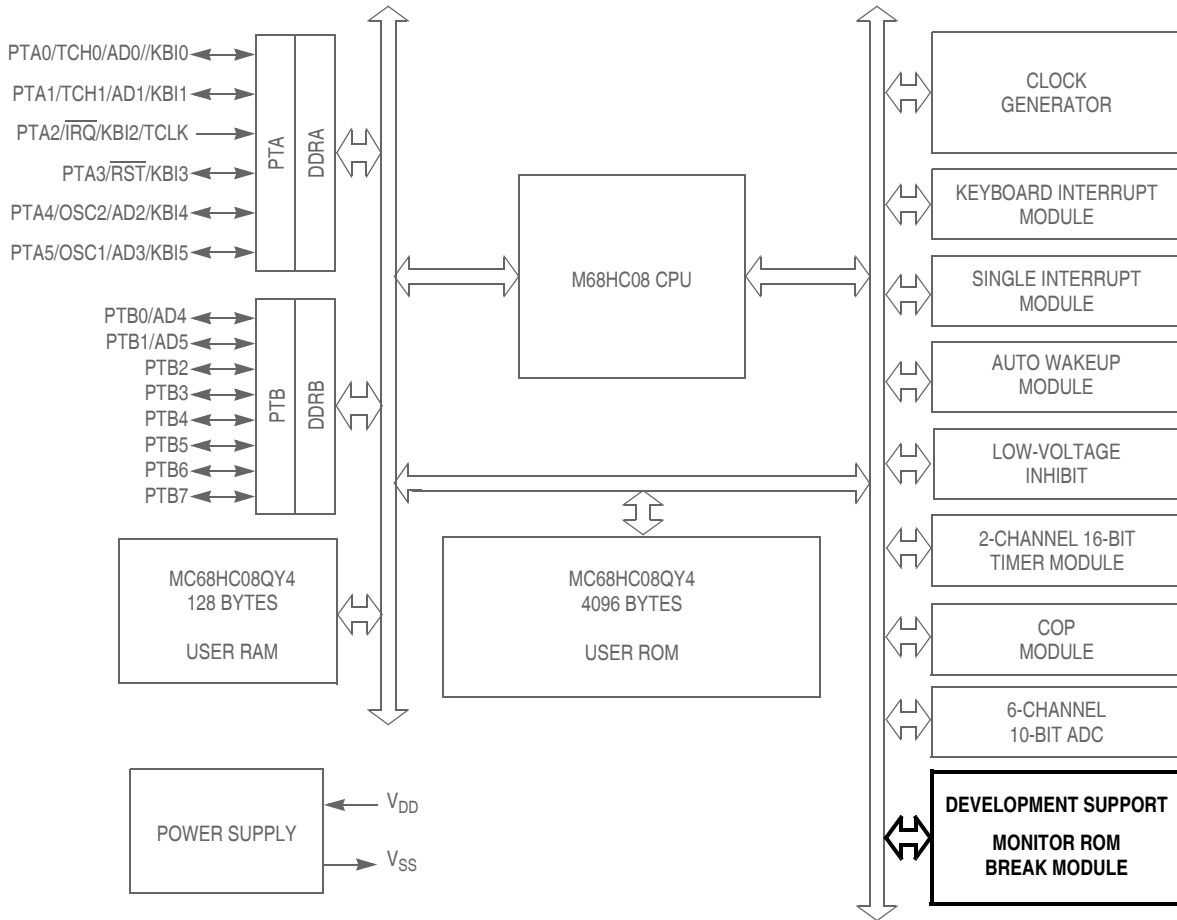 PTA0/TCH0/AD0//KBI0
PTA1/TCH1/AD1/KBI1
PTA2/IRQ/KBI2/TCLK
PTA3/RST/KBI3
PTA4/OSC2/AD2/KBI4
PTA5/OSC1/AD3/KBI5
PTA
DDRA
PTB0/AD4
PTB1/AD5
PTB2
PTB3
PTB4
PTB5
PTB6
PTB7
PTB
DDRB
M68HC08 CPU
MC68HC08QY4
128 BYTES
USER RAM
MC68HC08QY4
4096 BYTES
USER ROM
POWER SUPPLY
VDD
VSS
CLOCK
GENERATOR
KEYBOARD INTERRUPT
MODULE
SINGLE INTERRUPT
MODULE
AUTO WAKEUP
MODULE
LOW-VOLTAGE
INHIBIT
2-CHANNEL 16-BIT
TIMER MODULE
COP
MODULE
6-CHANNEL
10-BIT ADC
DEVELOPMENT SUPPORT
MONITOR ROM
BREAK MODULE